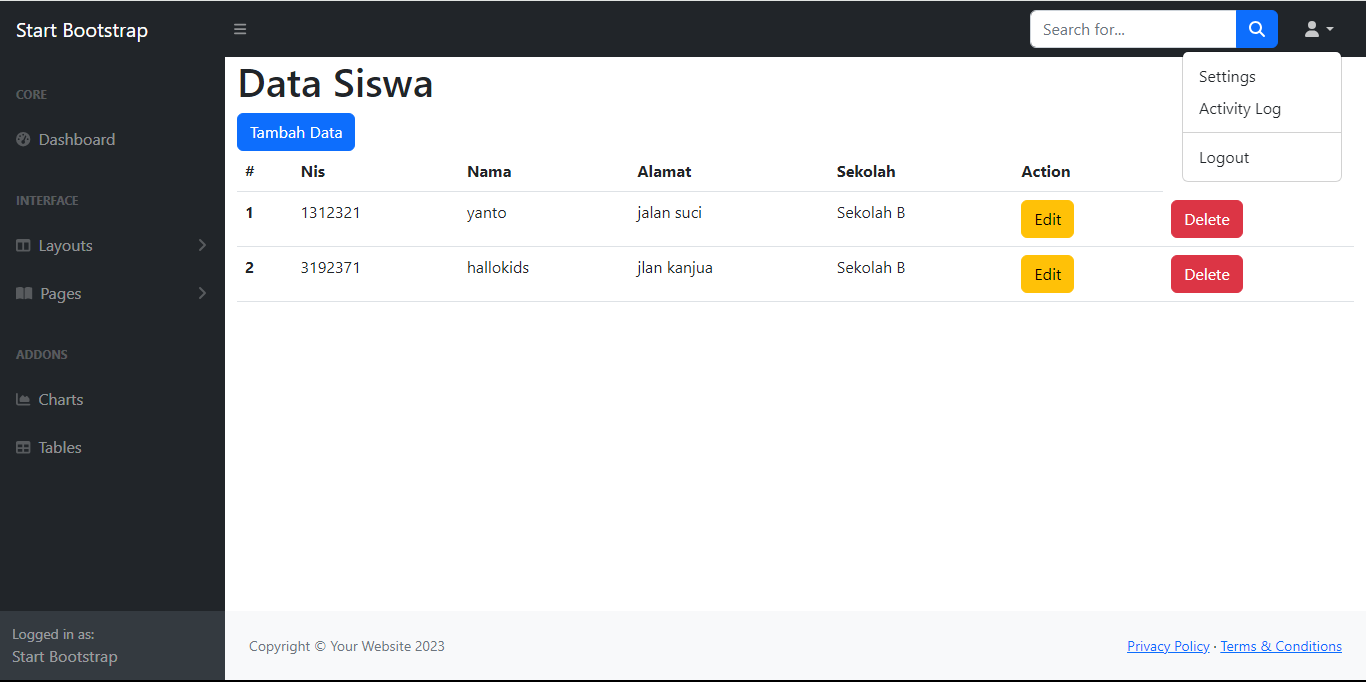 Start Bootstrap
Search for...
CORE
Dashboard
INTERFACE
Layouts
Pages
ADDONS
Charts
Tables
Logged in as:
Start Bootstrap
Settings
Activity Log
Logout
Data Siswa
Tambah Data
# Nis Nama Alamat Sekolah Action
1 1312321 yanto jalan suci Sekolah B Edit Delete
2 3192371 hallokids jlan kanjua Sekolah B Edit Delete
Copyright © Your Website 2023
Privacy Policy · Terms & Conditions